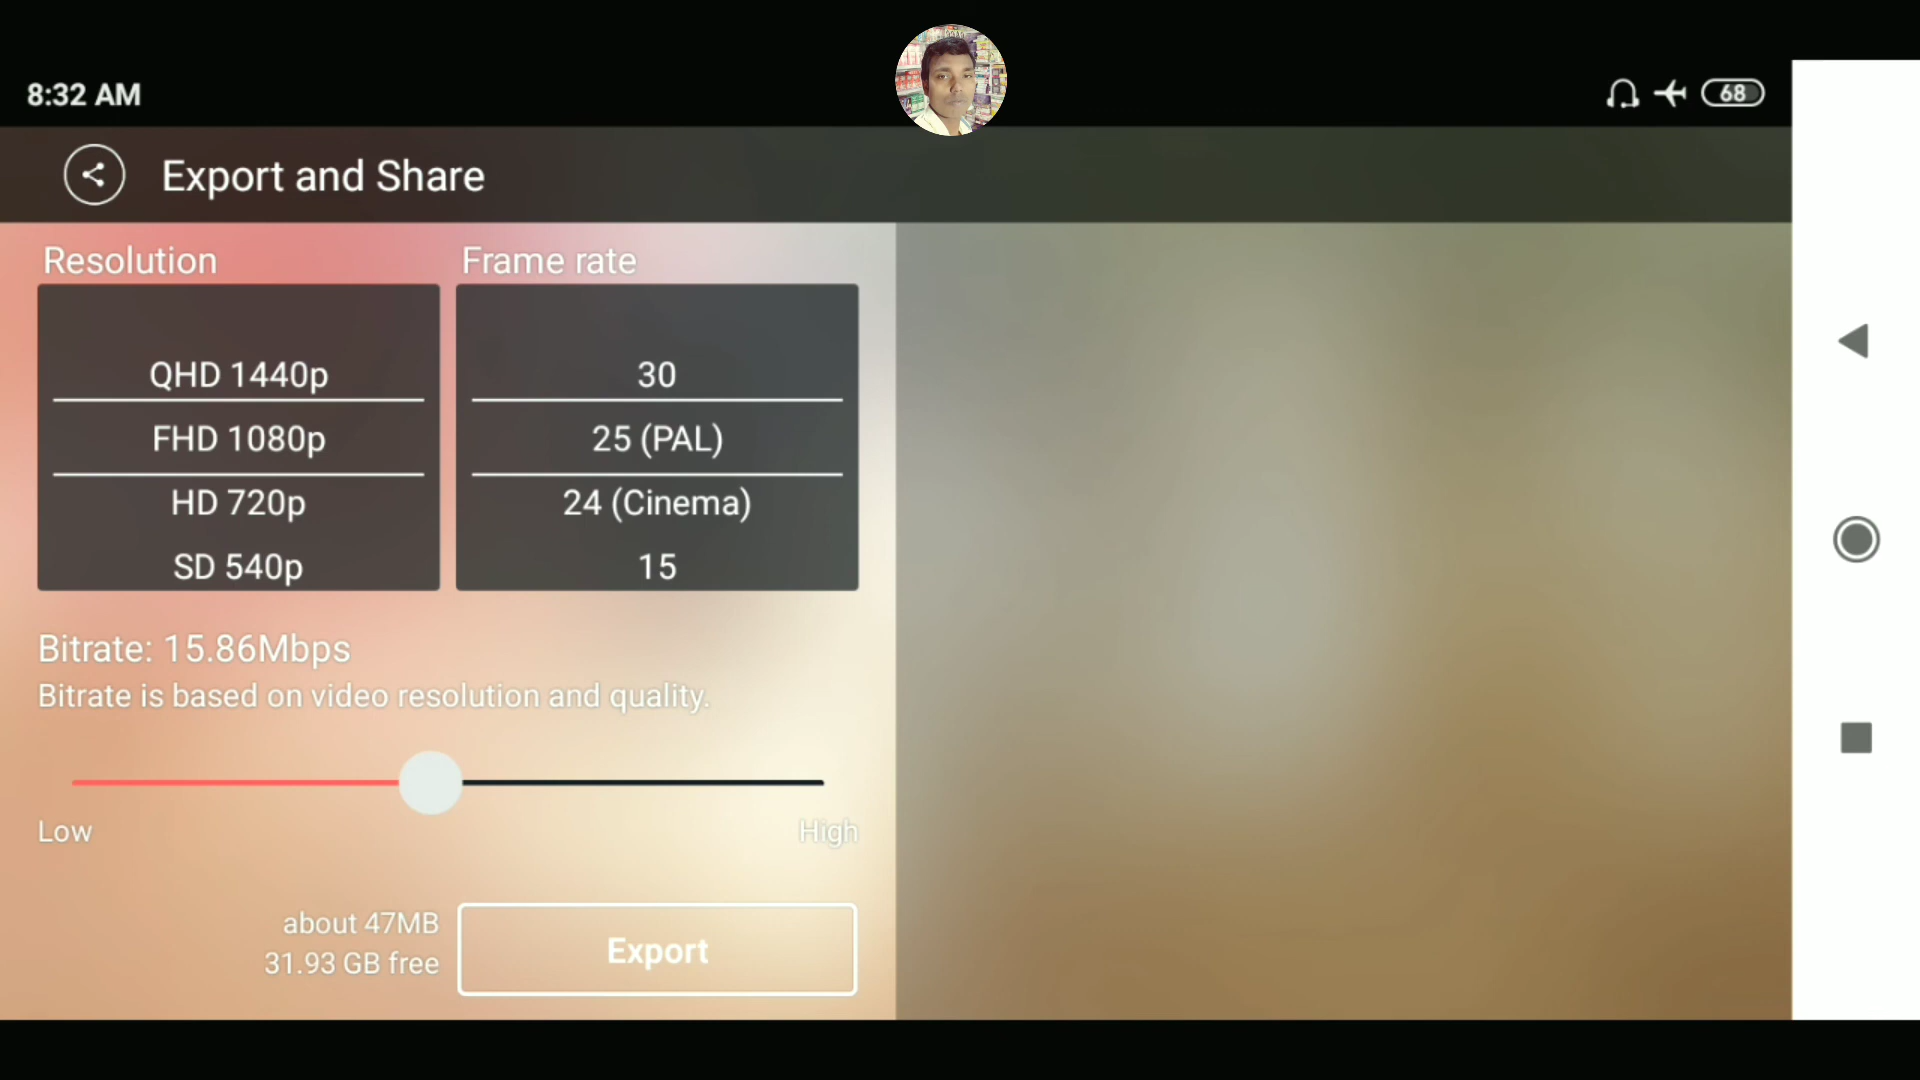 8:32 AM
68
Export and Share
Resolution
Frame rate
QHD 1440p
FHD 1080p
HD 720p
SD 540p
30
25 (PAL)
24 (Cinema)
15
Bitrate: 15.86Mbps
Bitrate is based on video resolution and quality.
Low
High
about 47MB
31.93 GB free
Export